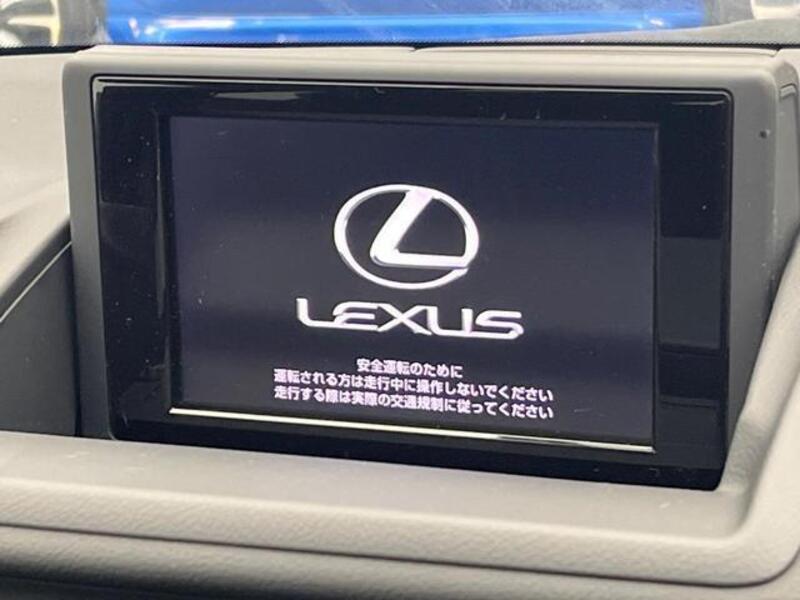 LEXUS
安全運転のために
運転される方は走行中に操作しないでください
走行する際は実際の交通規制に従ってください